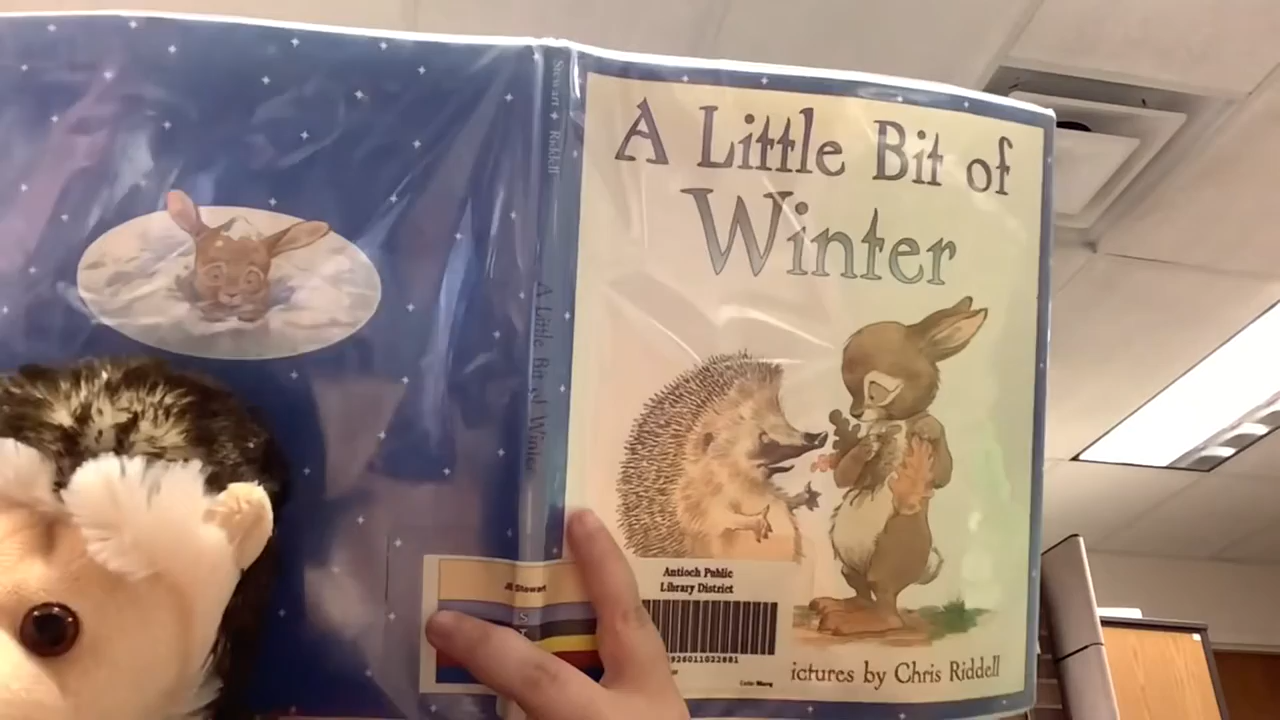 A Little Bit of
Winter
Stewart Riddell
A Little Bit of Winter
JE Stewart
S
Antioch Public
Library District
ictures by Chris Riddell